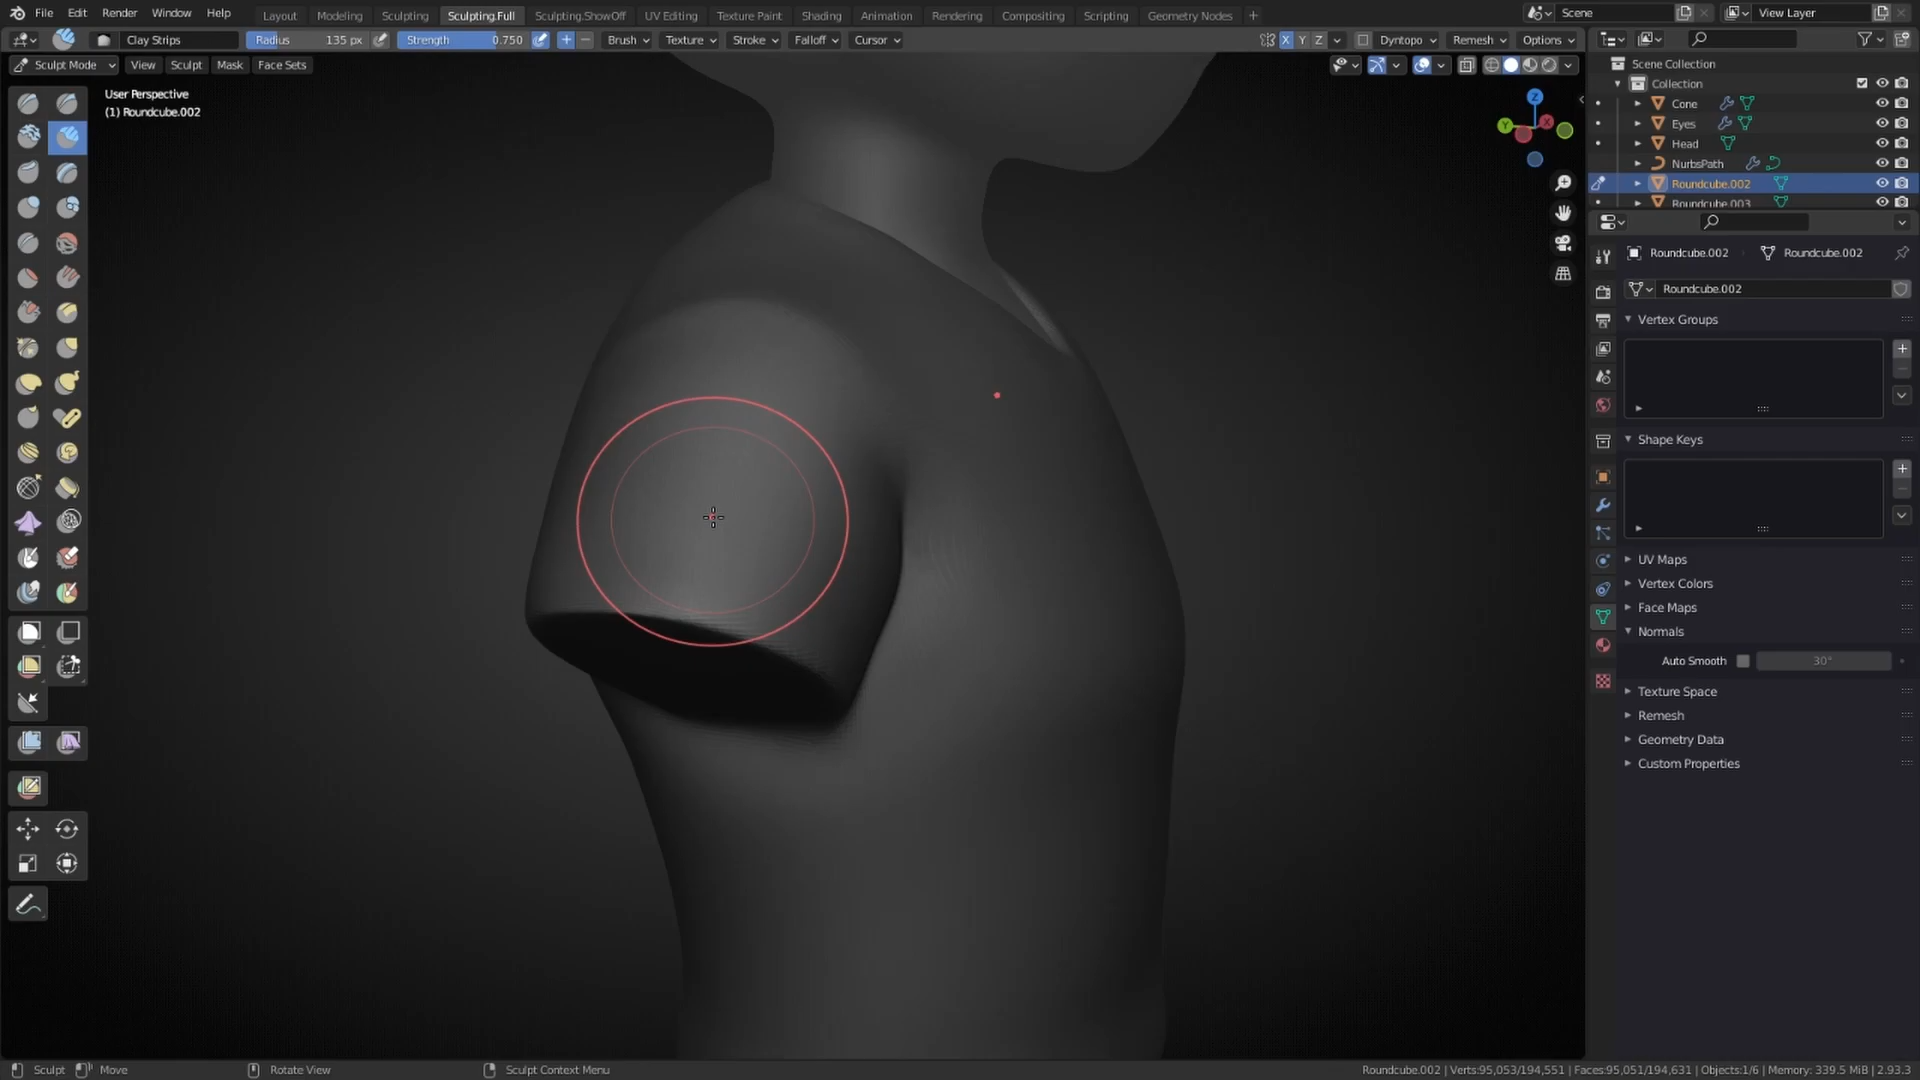 File Edit Render Window Help Layout Modeling Sculpting Sculpting.Full Sculpting.ShowOff UV Editing Texture Paint Shading Animation Rendering Compositing Scripting Geometry Nodes Scene View Layer
Clay Strips Radius 135 px Strength 0.750 Brush Texture Stroke Falloff Cursor X Y Z Dyntopo Remesh Options
Sculpt Mode View Sculpt Mask Face Sets
User Perspective
(1) Roundcube.002
Z
Y
X
Scene Collection
Collection
Cone
Eyes
Head
NurbsPath
Roundcube.002
Roundcube.003
Roundcube.002 Roundcube.002
Roundcube.002
Vertex Groups
Shape Keys
UV Maps
Vertex Colors
Face Maps
Normals
Auto Smooth 30°
Texture Space
Remesh
Geometry Data
Custom Properties
Sculpt Move Rotate View Sculpt Context Menu Roundcube.002 | Verts:95,053/194,551 | Faces:95,051/194,631 | Objects:1/6 | Memory: 339.5 MiB | 2.93.3